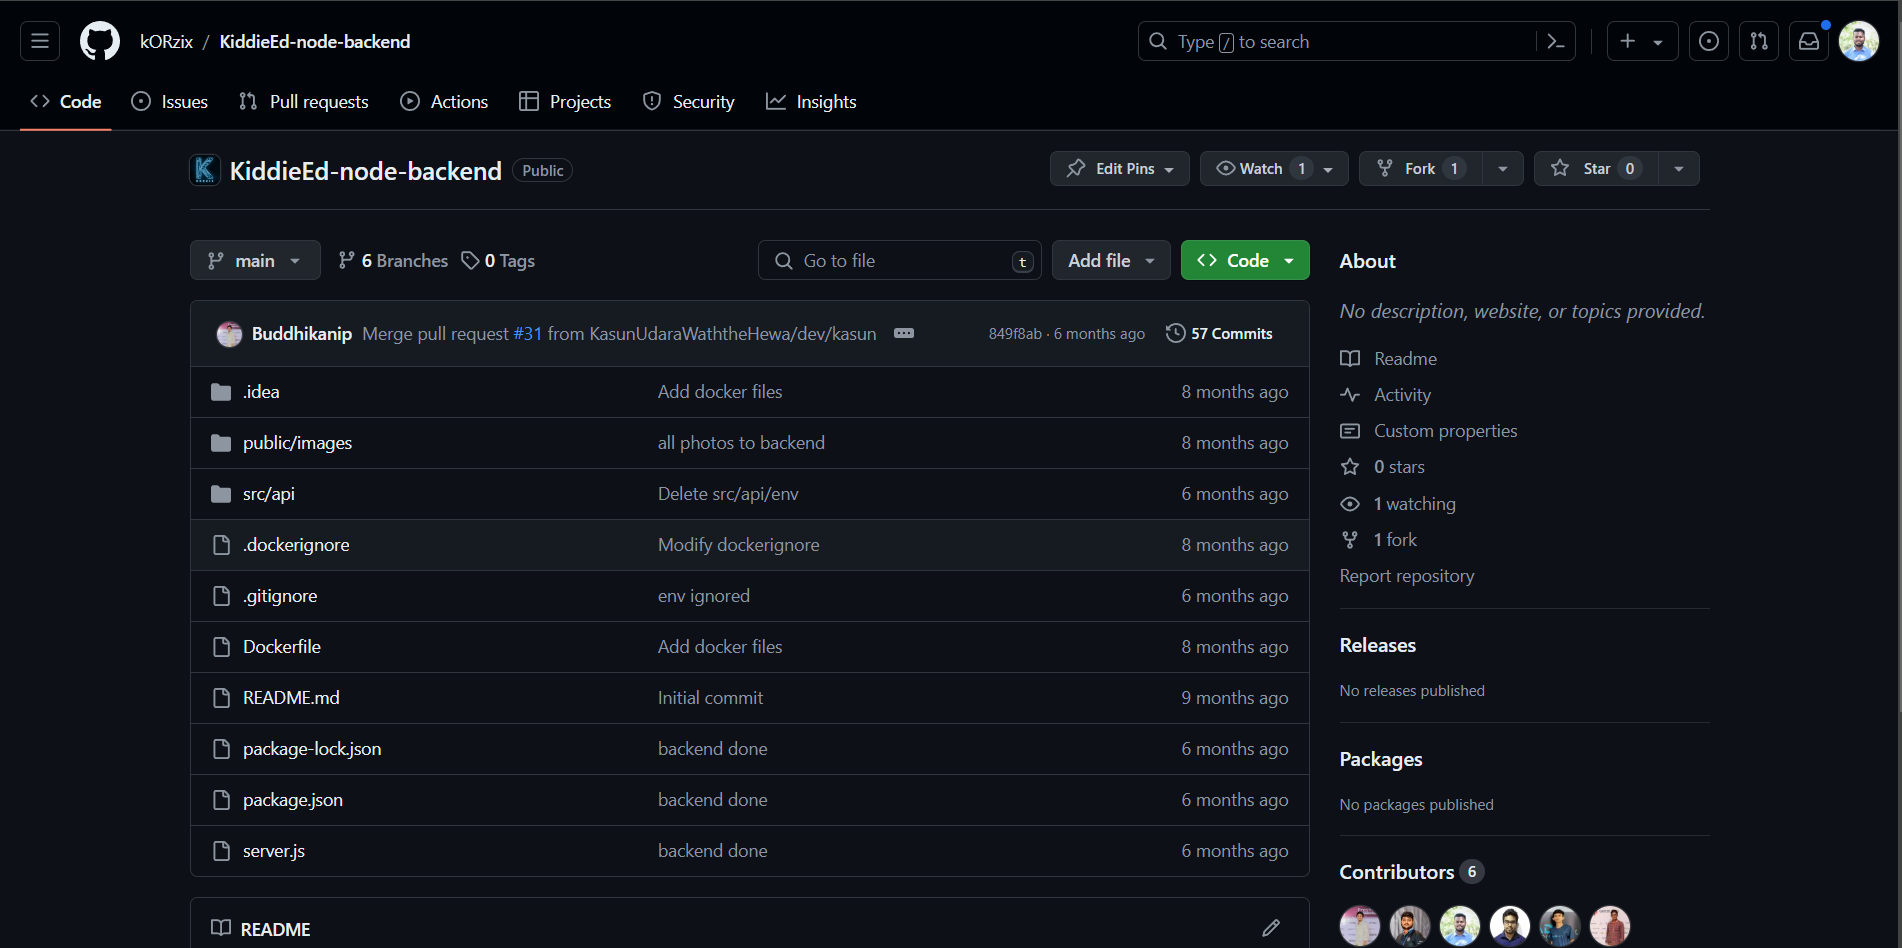 kORzix / KiddieEd-node-backend
Type / to search
Code Issues Pull requests Actions Projects Security Insights
KiddieEd-node-backend Public
Edit Pins Watch 1 Fork 1 Star 0
main 6 Branches 0 Tags Go to file t Add file Code
Buddhikanip Merge pull request #31 from KasunUdaraWaththeHewa/dev/kasun 849f8ab · 6 months ago 57 Commits
.idea Add docker files 8 months ago
public/images all photos to backend 8 months ago
src/api Delete src/api/env 6 months ago
.dockerignore Modify dockerignore 8 months ago
.gitignore env ignored 6 months ago
Dockerfile Add docker files 8 months ago
README.md Initial commit 9 months ago
package-lock.json backend done 6 months ago
package.json backend done 6 months ago
server.js backend done 6 months ago
README
About
No description, website, or topics provided.
Readme
Activity
Custom properties
0 stars
1 watching
1 fork
Report repository
Releases
No releases published
Packages
No packages published
Contributors 6